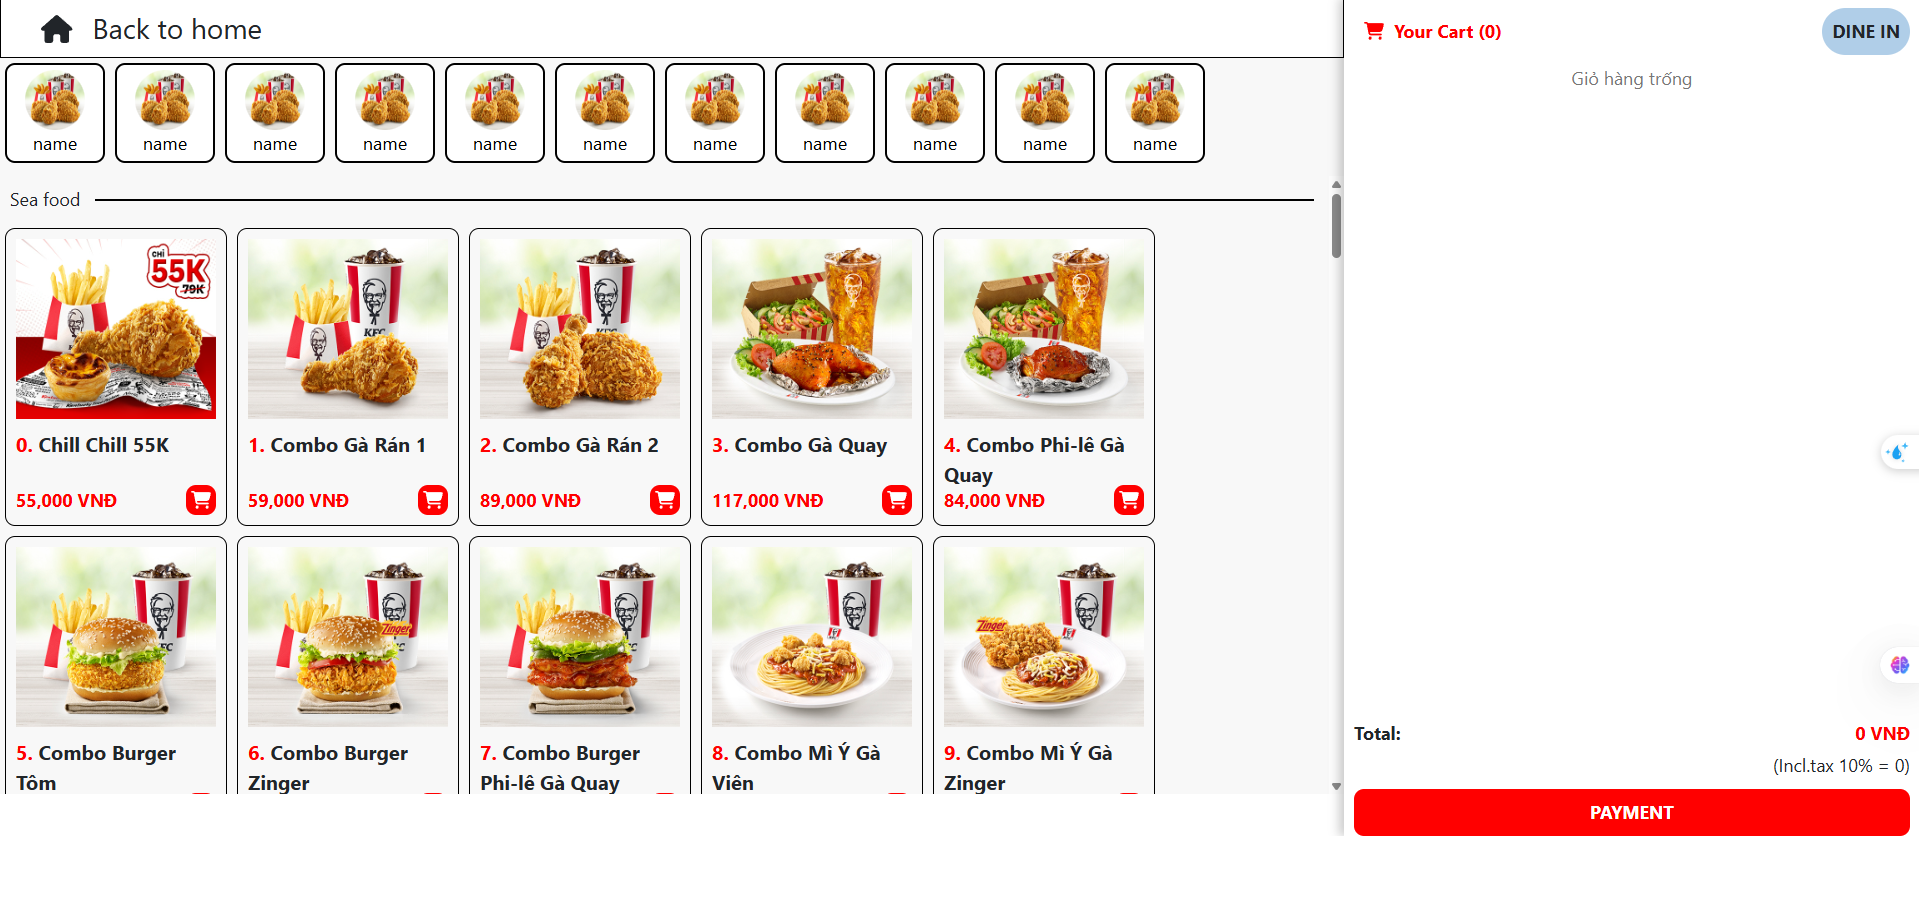 Back to home
Your Cart (0)
DINE IN
Giỏ hàng trống
name
name
name
name
name
name
name
name
name
name
name
Sea food
CHỈ
55K
79K
KFC
KFC
0. Chill Chill 55K
1. Combo Gà Rán 1
2. Combo Gà Rán 2
3. Combo Gà Quay
4. Combo Phi-lê Gà
Quay
55,000 VNĐ
59,000 VNĐ
89,000 VNĐ
117,000 VNĐ
84,000 VNĐ
Zinger
Zinger
5. Combo Burger
Tôm
6. Combo Burger
Zinger
7. Combo Burger
Phi-lê Gà Quay
8. Combo Mì Ý Gà
Viên
9. Combo Mì Ý Gà
Zinger
Total:
0 VNĐ
(Incl.tax 10% = 0)
PAYMENT